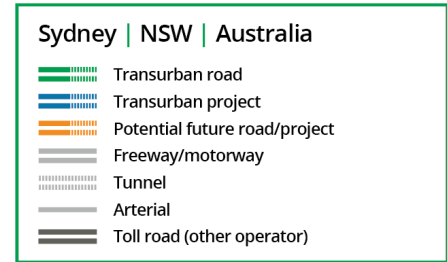 Sydney | NSW | Australia
Transurban road
Transurban project
Potential future road/project
Freeway/motorway
Tunnel
Arterial
Toll road (other operator)